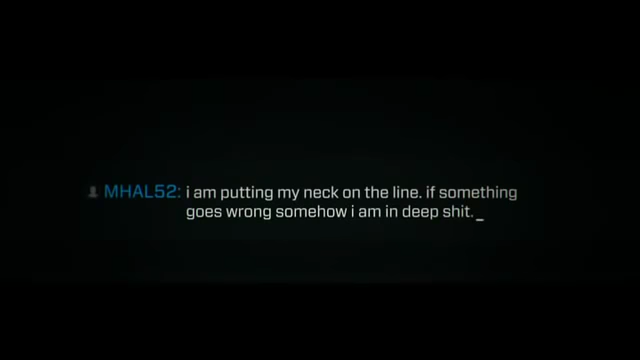 MHAL52: i am putting my neck on the line. if something
goes wrong somehow i am in deep shit._